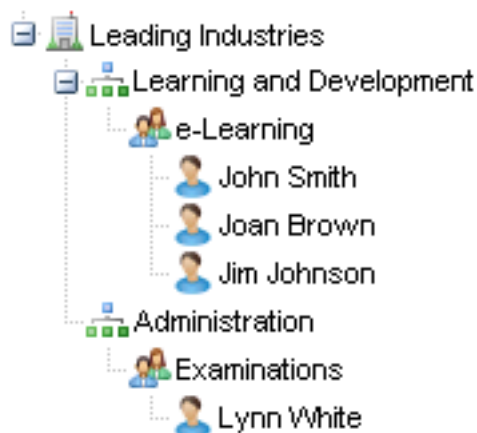 Leading Industries
Learning and Development
e-Learning
John Smith
Joan Brown
Jim Johnson
Administration
Examinations
Lynn White